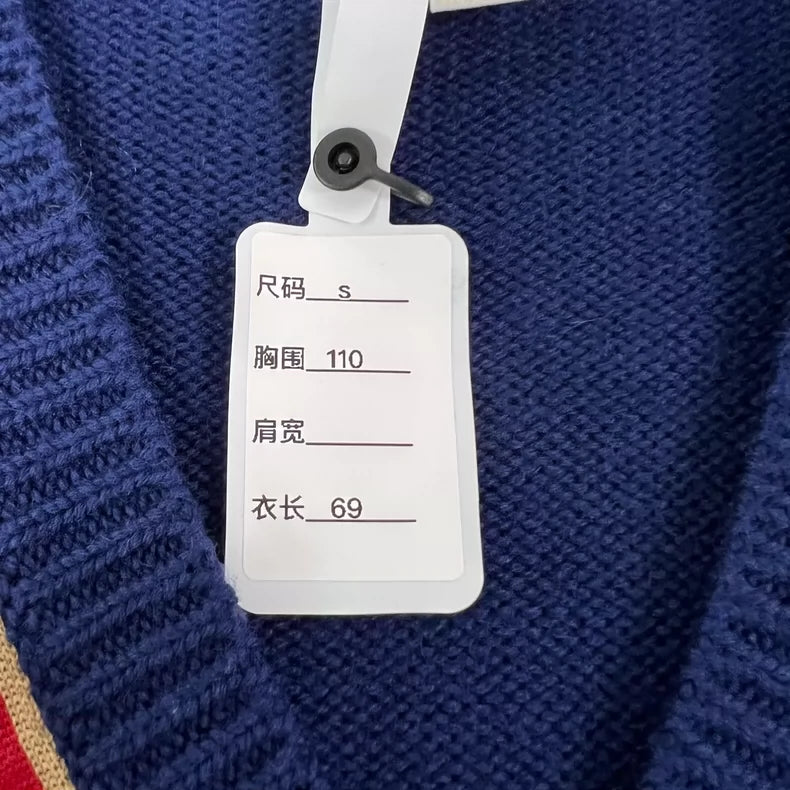 尺码 s
胸围 110
肩宽
衣长 69